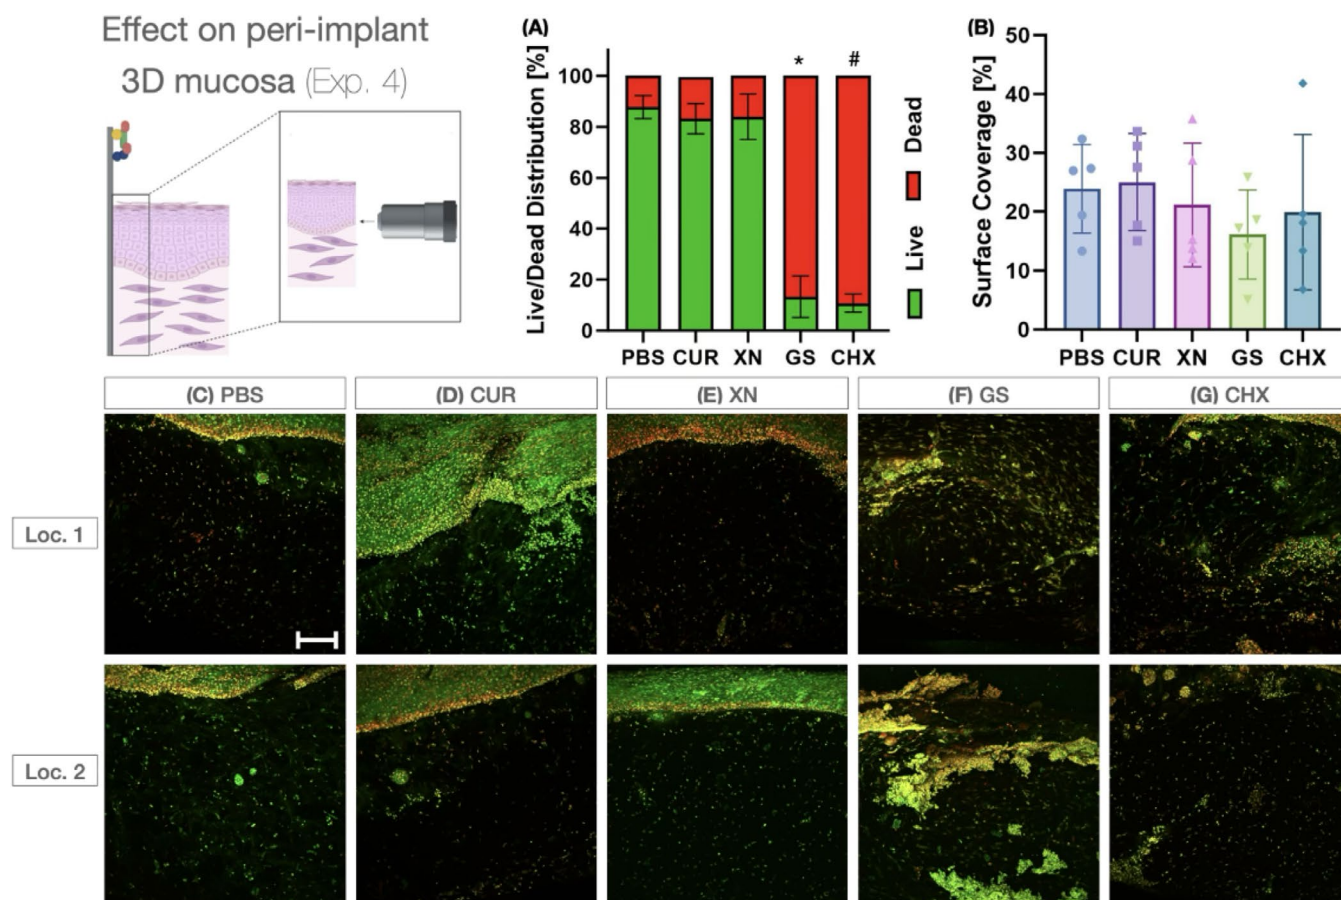 Effect on peri-implant
3D mucosa (Exp. 4)
(A)
Live/Dead Distribution [%]
100
80
60
40
20
0
PBS CUR XN GS CHX
* #
Live Dead
(B)
Surface Coverage [%]
50
40
30
20
10
0
PBS CUR XN GS CHX
(C) PBS
(D) CUR
(E) XN
(F) GS
(G) CHX
Loc. 1
Loc. 2